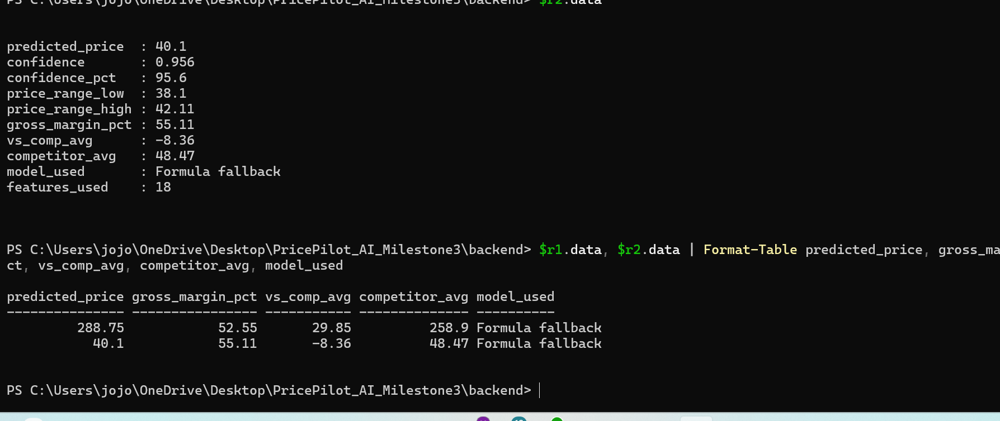 PS C:\Users\jojo\OneDrive\Desktop\PricePilot_AI_Milestone3\backend> $r2.data
predicted_price  : 40.1
confidence       : 0.956
confidence_pct   : 95.6
price_range_low  : 38.1
price_range_high : 42.11
gross_margin_pct : 55.11
vs_comp_avg      : -8.36
competitor_avg   : 48.47
model_used       : Formula fallback
features_used    : 18
PS C:\Users\jojo\OneDrive\Desktop\PricePilot_AI_Milestone3\backend> $r1.data, $r2.data | Format-Table predicted_price, gross_ma
ct, vs_comp_avg, competitor_avg, model_used
predicted_price gross_margin_pct vs_comp_avg competitor_avg model_used
--------------- ---------------- ----------- -------------- ----------
288.75 52.55 29.85 258.9 Formula fallback
40.1 55.11 -8.36 48.47 Formula fallback
PS C:\Users\jojo\OneDrive\Desktop\PricePilot_AI_Milestone3\backend>